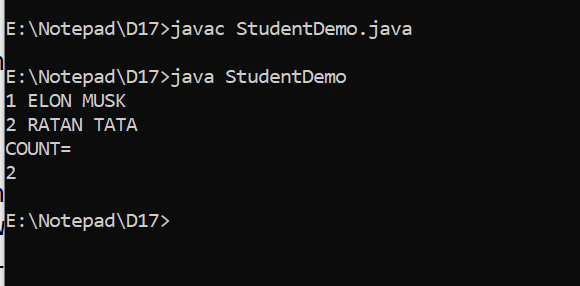 E:\Notepad\D17>javac StudentDemo.java
E:\Notepad\D17>java StudentDemo
1 ELON MUSK
2 RATAN TATA
COUNT=
2
E:\Notepad\D17>